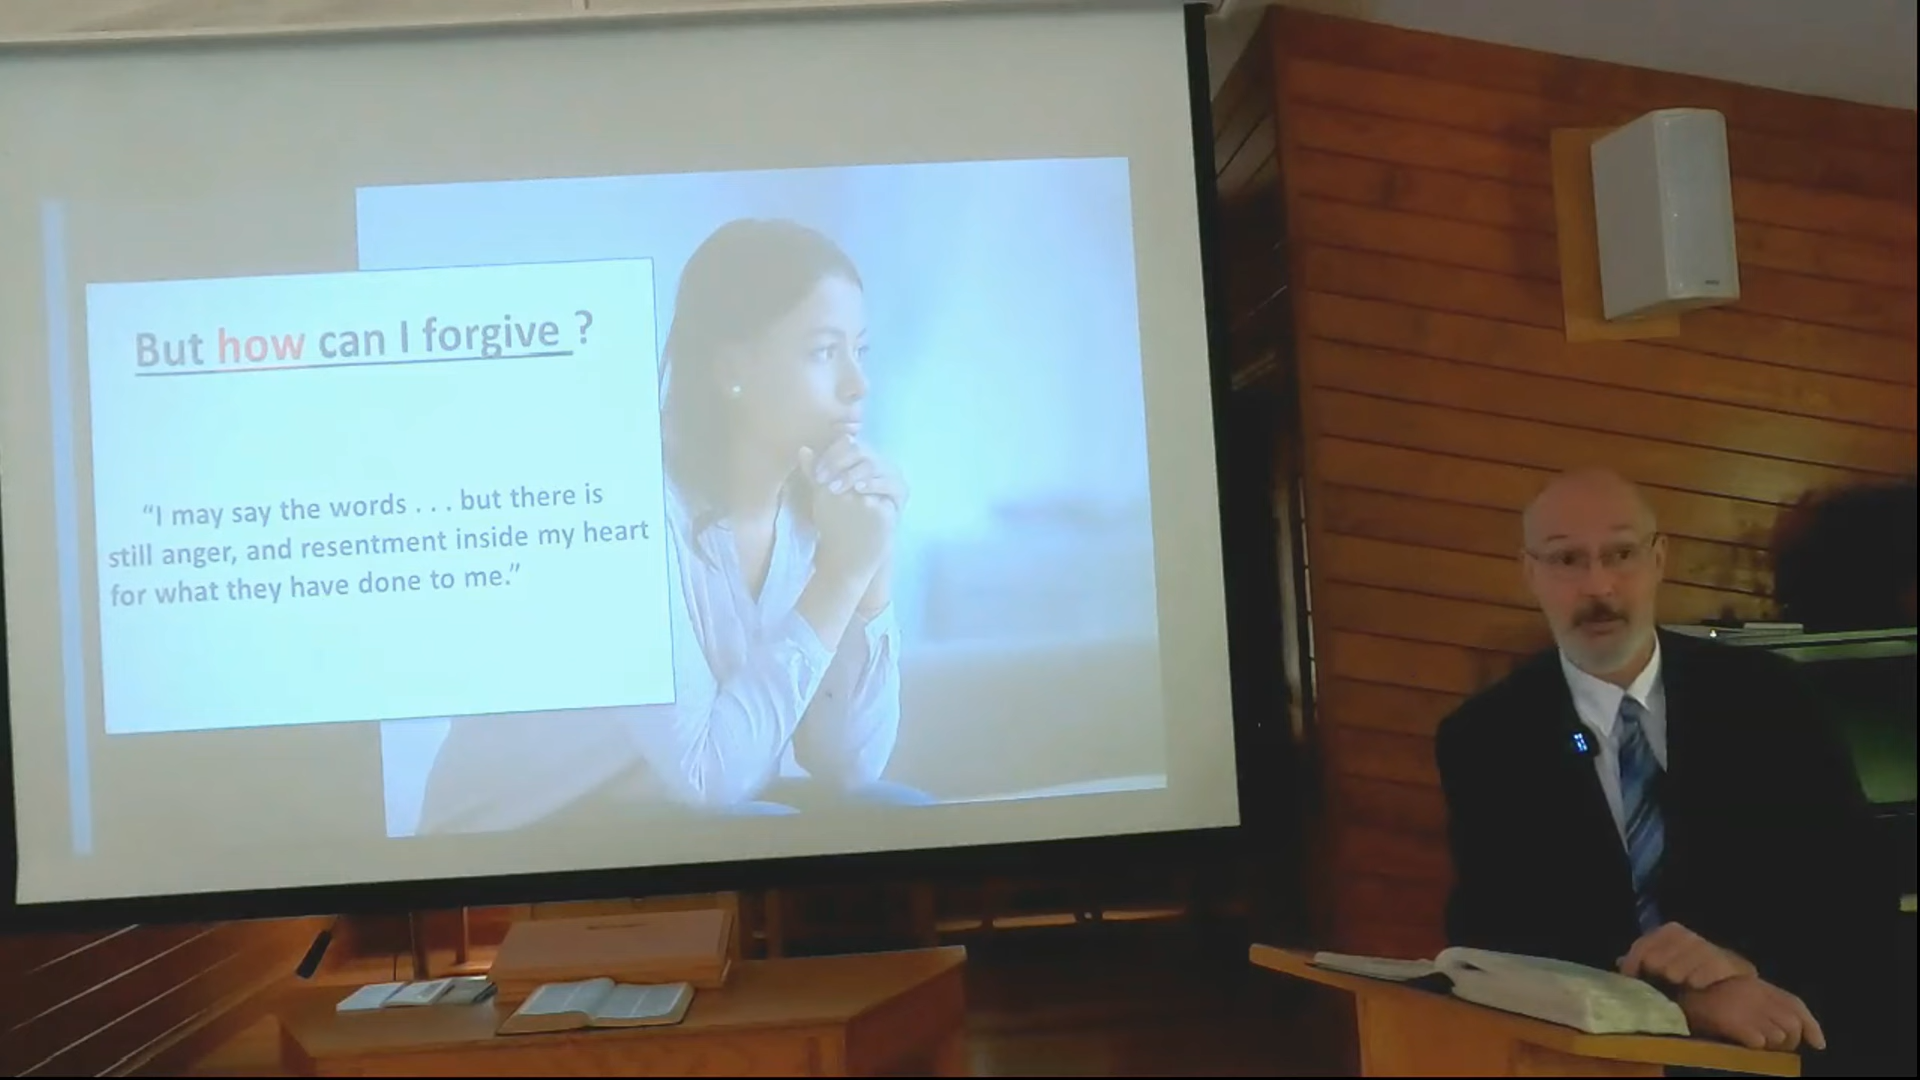 But how can I forgive ?
“I may say the words . . . but there is
still anger, and resentment inside my heart
for what they have done to me.”